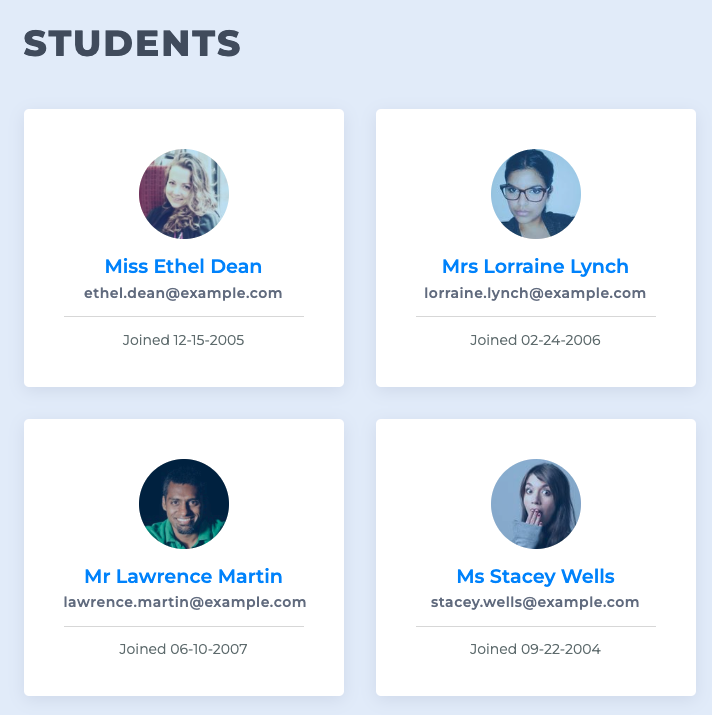 STUDENTS
Miss Ethel Dean
ethel.dean@example.com
Joined 12-15-2005
Mrs Lorraine Lynch
lorraine.lynch@example.com
Joined 02-24-2006
Mr Lawrence Martin
lawrence.martin@example.com
Joined 06-10-2007
Ms Stacey Wells
stacey.wells@example.com
Joined 09-22-2004